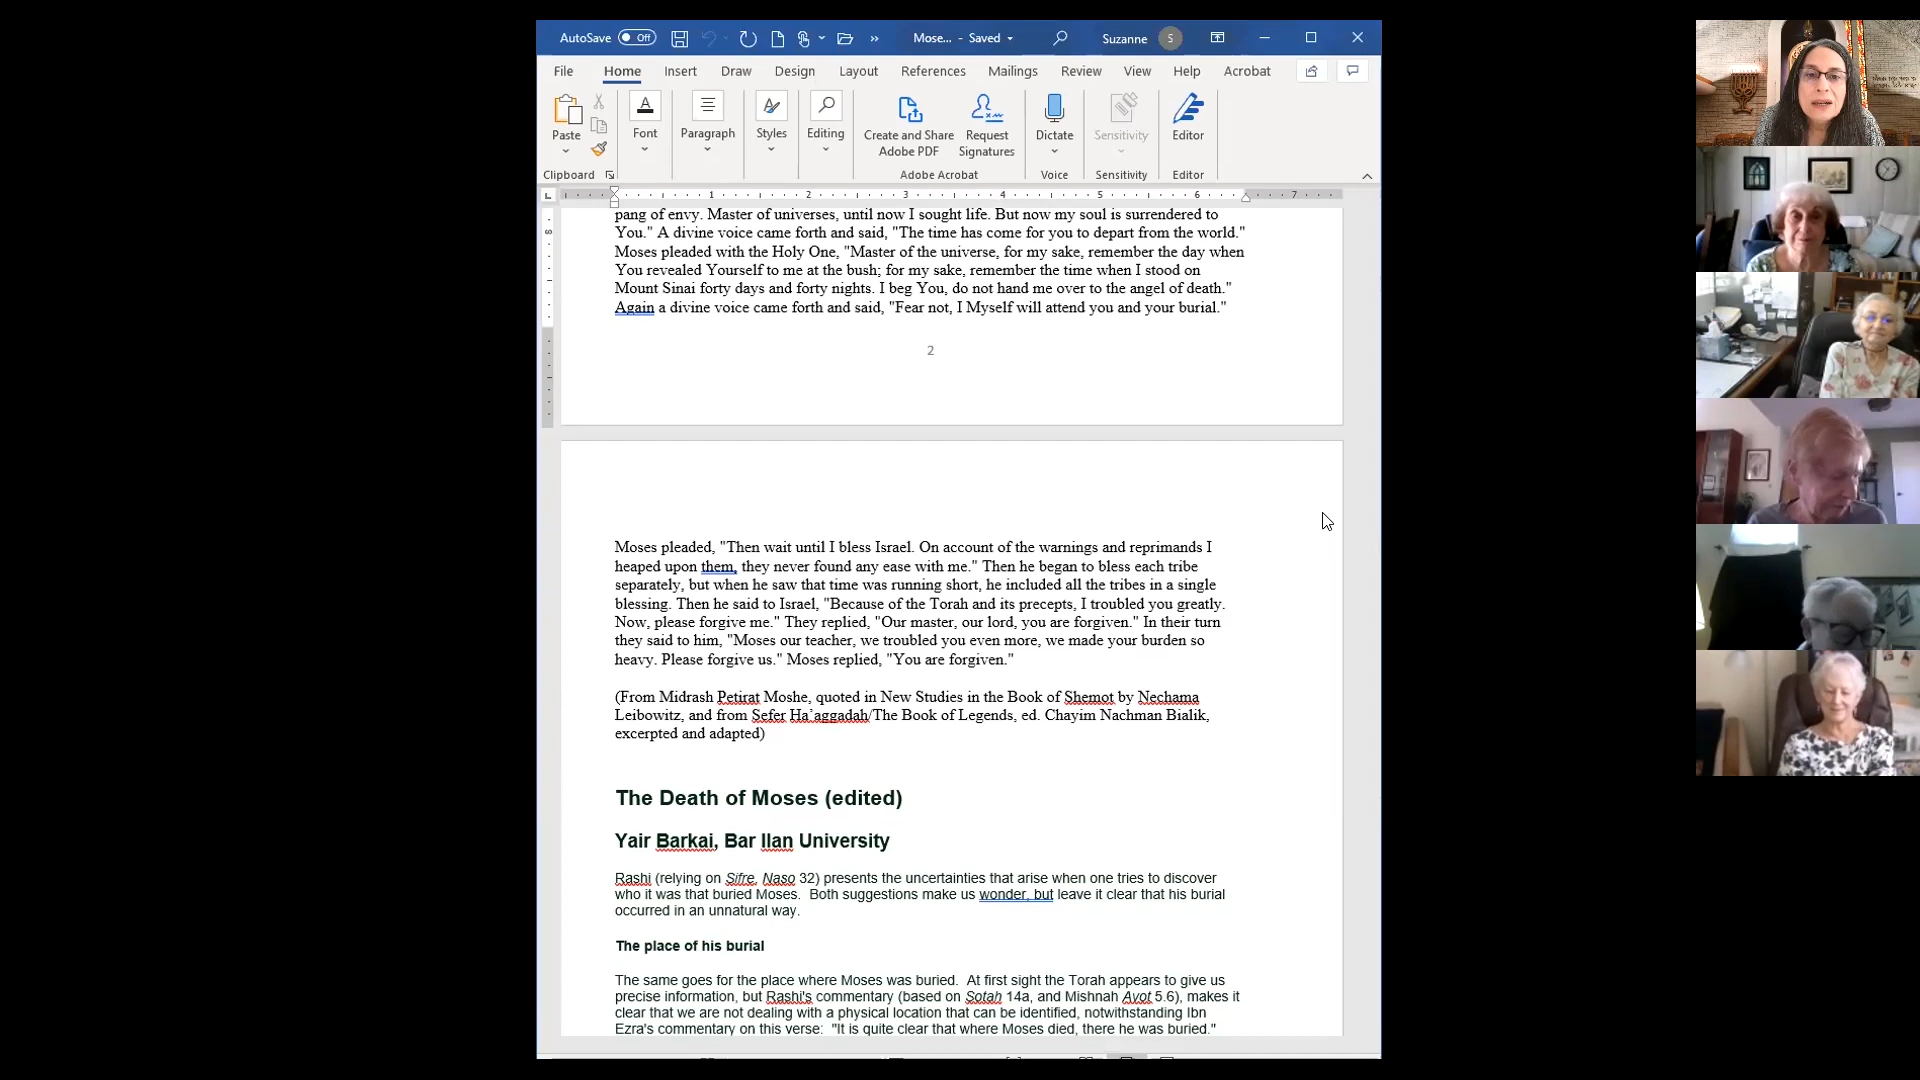 AutoSave Off Mose... - Saved Suzanne S
File Home Insert Draw Design Layout References Mailings Review View Help Acrobat
Paste Font Paragraph Styles Editing Create and Share Adobe PDF Request Signatures Dictate Sensitivity Editor
Clipboard Adobe Acrobat Voice Sensitivity Editor
1 2 3 4 5 6 7
pang of envy. Master of universes, until now I sought life. But now my soul is surrendered to
You." A divine voice came forth and said, "The time has come for you to depart from the world."
Moses pleaded with the Holy One, "Master of the universe, for my sake, remember the day when
You revealed Yourself to me at the bush; for my sake, remember the time when I stood on
Mount Sinai forty days and forty nights. I beg You, do not hand me over to the angel of death."
Again a divine voice came forth and said, "Fear not, I Myself will attend you and your burial."
2
Moses pleaded, "Then wait until I bless Israel. On account of the warnings and reprimands I
heaped upon them, they never found any ease with me." Then he began to bless each tribe
separately, but when he saw that time was running short, he included all the tribes in a single
blessing. Then he said to Israel, "Because of the Torah and its precepts, I troubled you greatly.
Now, please forgive me." They replied, "Our master, our lord, you are forgiven." In their turn
they said to him, "Moses our teacher, we troubled you even more, we made your burden so
heavy. Please forgive us." Moses replied, "You are forgiven."
(From Midrash Petirat Moshe, quoted in New Studies in the Book of Shemot by Nechama
Leibowitz, and from Sefer Ha’aggadah/The Book of Legends, ed. Chayim Nachman Bialik,
excerpted and adapted)
The Death of Moses (edited)
Yair Barkai, Bar Ilan University
Rashi (relying on Sifre, Naso 32) presents the uncertainties that arise when one tries to discover
who it was that buried Moses.  Both suggestions make us wonder, but leave it clear that his burial
occurred in an unnatural way.
The place of his burial
The same goes for the place where Moses was buried.  At first sight the Torah appears to give us
precise information, but Rashi's commentary (based on Sotah 14a, and Mishnah Avot 5.6), makes it
clear that we are not dealing with a physical location that can be identified, notwithstanding Ibn
Ezra's commentary on this verse:  "It is quite clear that where Moses died, there he was buried."